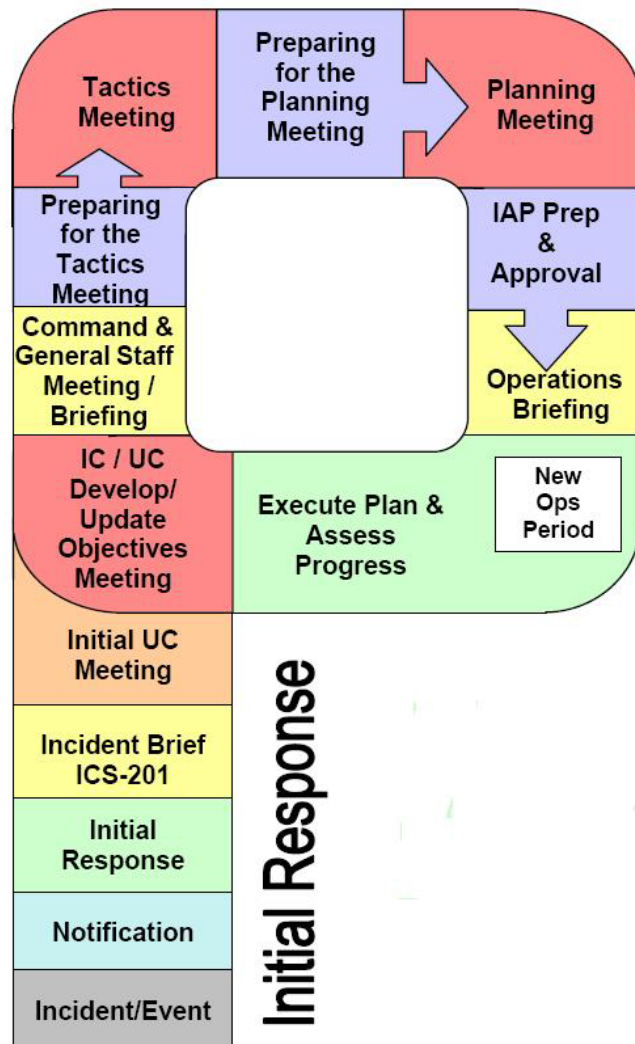 Tactics
Meeting
Preparing
for the
Planning
Meeting
Planning
Meeting
Preparing
for the
Tactics
Meeting
IAP Prep
&
Approval
Command &
General Staff
Meeting /
Briefing
Operations
Briefing
IC / UC
Develop/
Update
Objectives
Meeting
Execute Plan &
Assess
Progress
New
Ops
Period
Initial UC
Meeting
Incident Brief
ICS-201
Initial
Response
Notification
Incident/Event
Initial Response